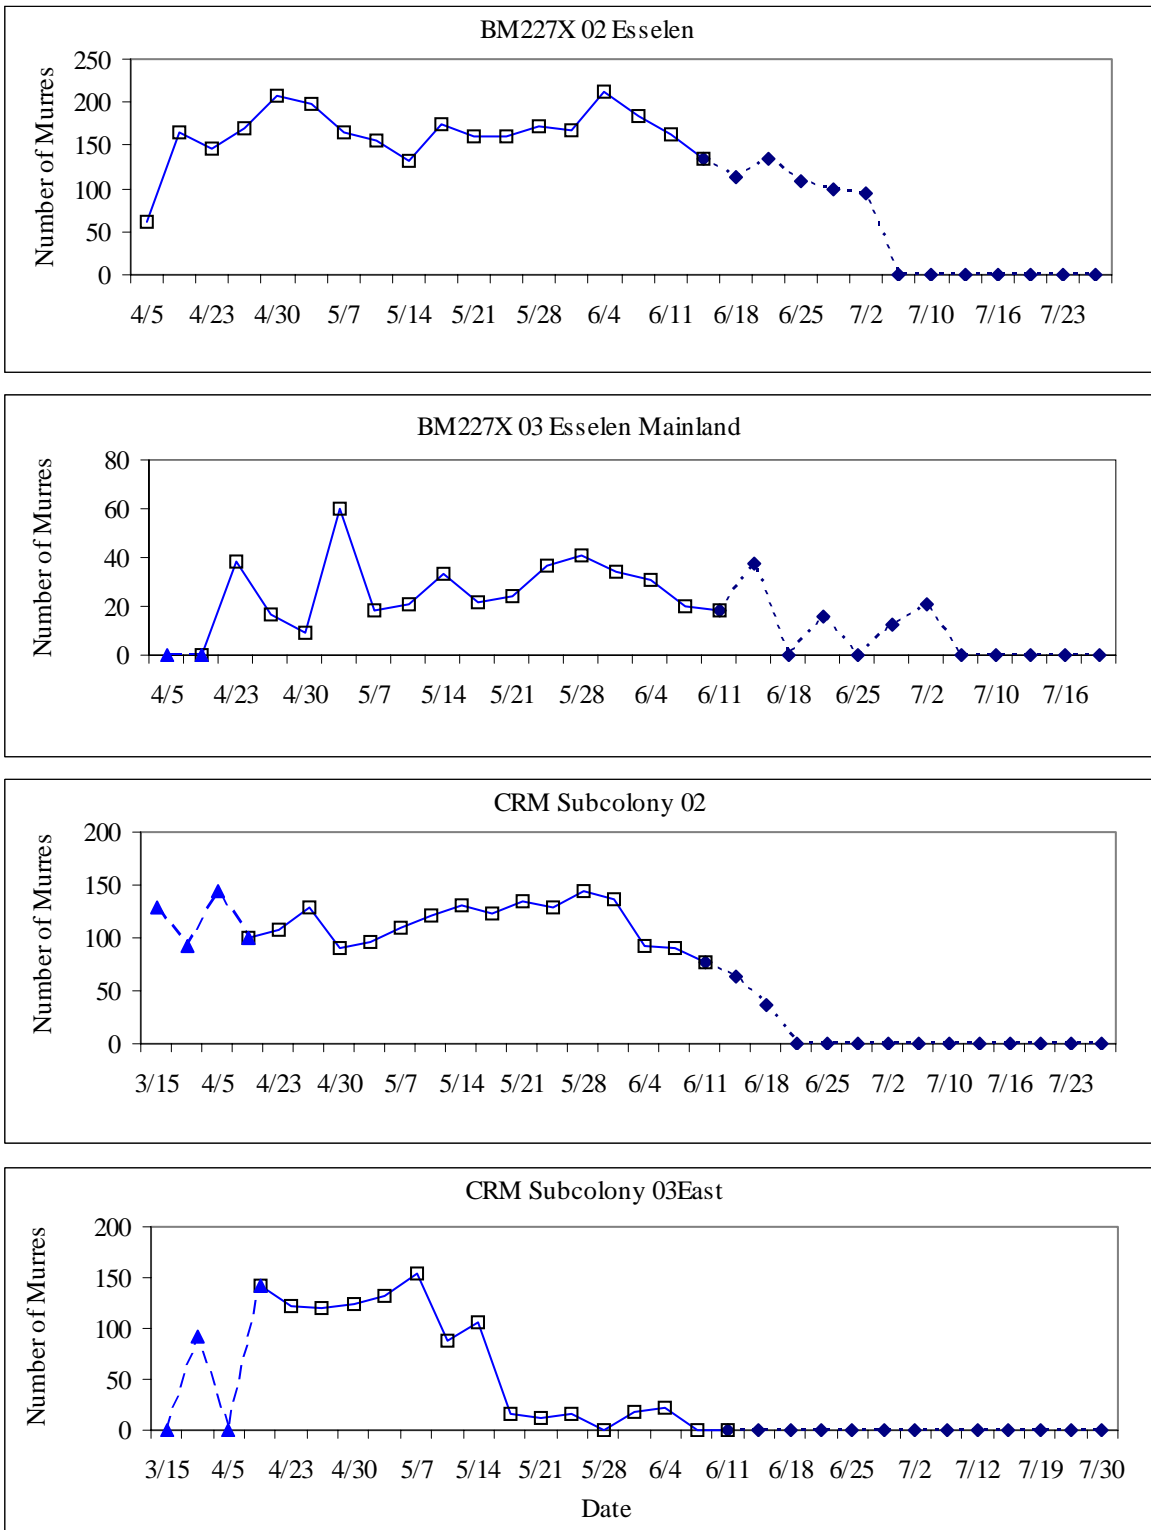 BM227X 02 Esselen
Number of Murres
250
200
150
100
50
0
4/5 4/23 4/30 5/7 5/14 5/21 5/28 6/4 6/11 6/18 6/25 7/2 7/10 7/16 7/23
BM227X 03 Esselen Mainland
Number of Murres
80
60
40
20
0
4/5 4/23 4/30 5/7 5/14 5/21 5/28 6/4 6/11 6/18 6/25 7/2 7/10 7/16
CRM Subcolony 02
Number of Murres
200
150
100
50
0
3/15 4/5 4/23 4/30 5/7 5/14 5/21 5/28 6/4 6/11 6/18 6/25 7/2 7/10 7/16 7/23
CRM Subcolony 03East
Number of Murres
200
150
100
50
0
3/15 4/5 4/23 4/30 5/7 5/14 5/21 5/28 6/4 6/11 6/18 6/25 7/2 7/12 7/19 7/30
Date